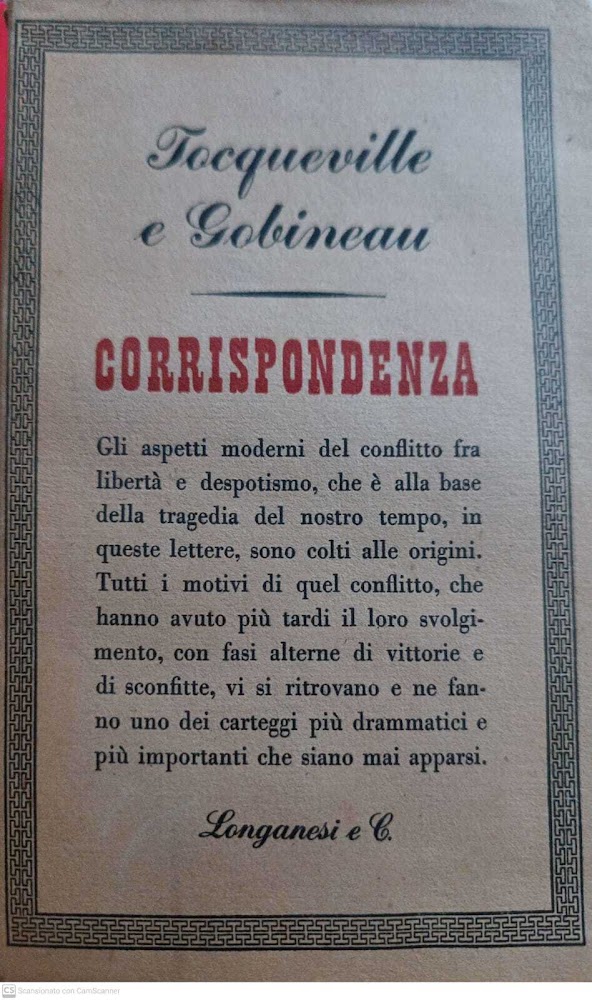 Tocqueville
e Gobineau
CORRISPONDENZA
Gli aspetti moderni del conflitto fra
libertà e despotismo, che è alla base
della tragedia del nostro tempo, in
queste lettere, sono colti alle origini.
Tutti i motivi di quel conflitto, che
hanno avuto più tardi il loro svolgi-
mento, con fasi alterne di vittorie e
di sconfitte, vi si ritrovano e ne fan-
no uno dei carteggi più drammatici e
più importanti che siano mai apparsi.
Longanesi e C.
CS Scansionato con CamScanner